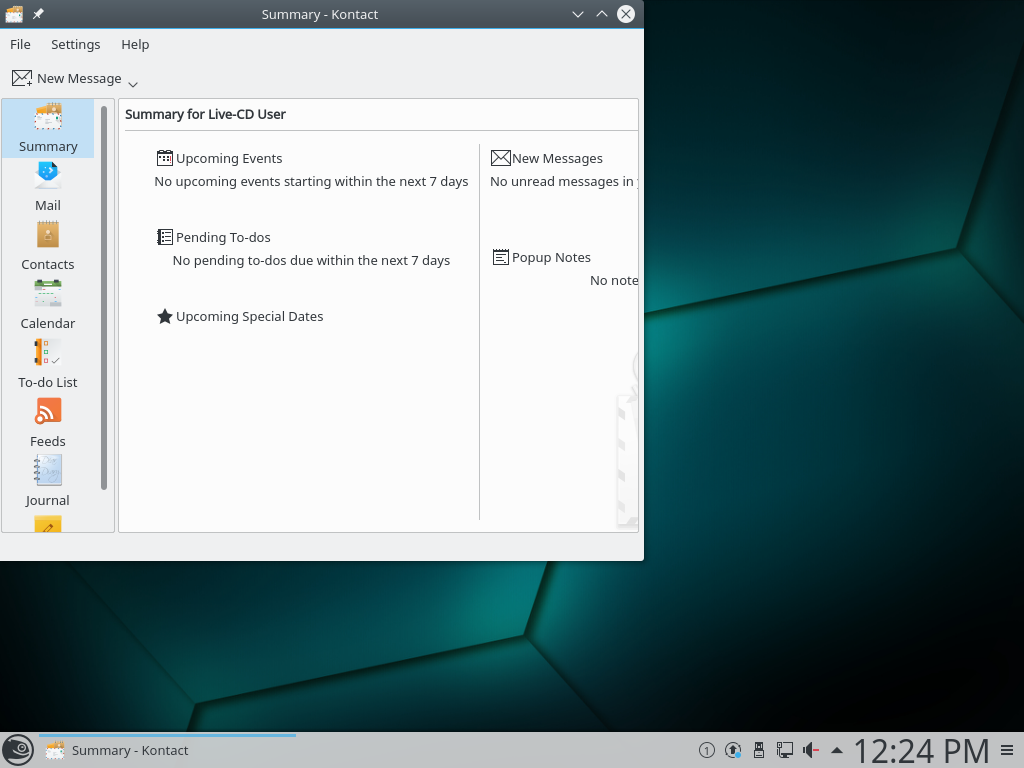 Summary - Kontact
File Settings Help
New Message
Summary
Mail
Contacts
Calendar
To-do List
Feeds
Journal
Summary for Live-CD User
Upcoming Events
No upcoming events starting within the next 7 days
Pending To-dos
No pending to-dos due within the next 7 days
Upcoming Special Dates
New Messages
No unread messages in
Popup Notes
No note
Summary - Kontact
1
12:24 PM